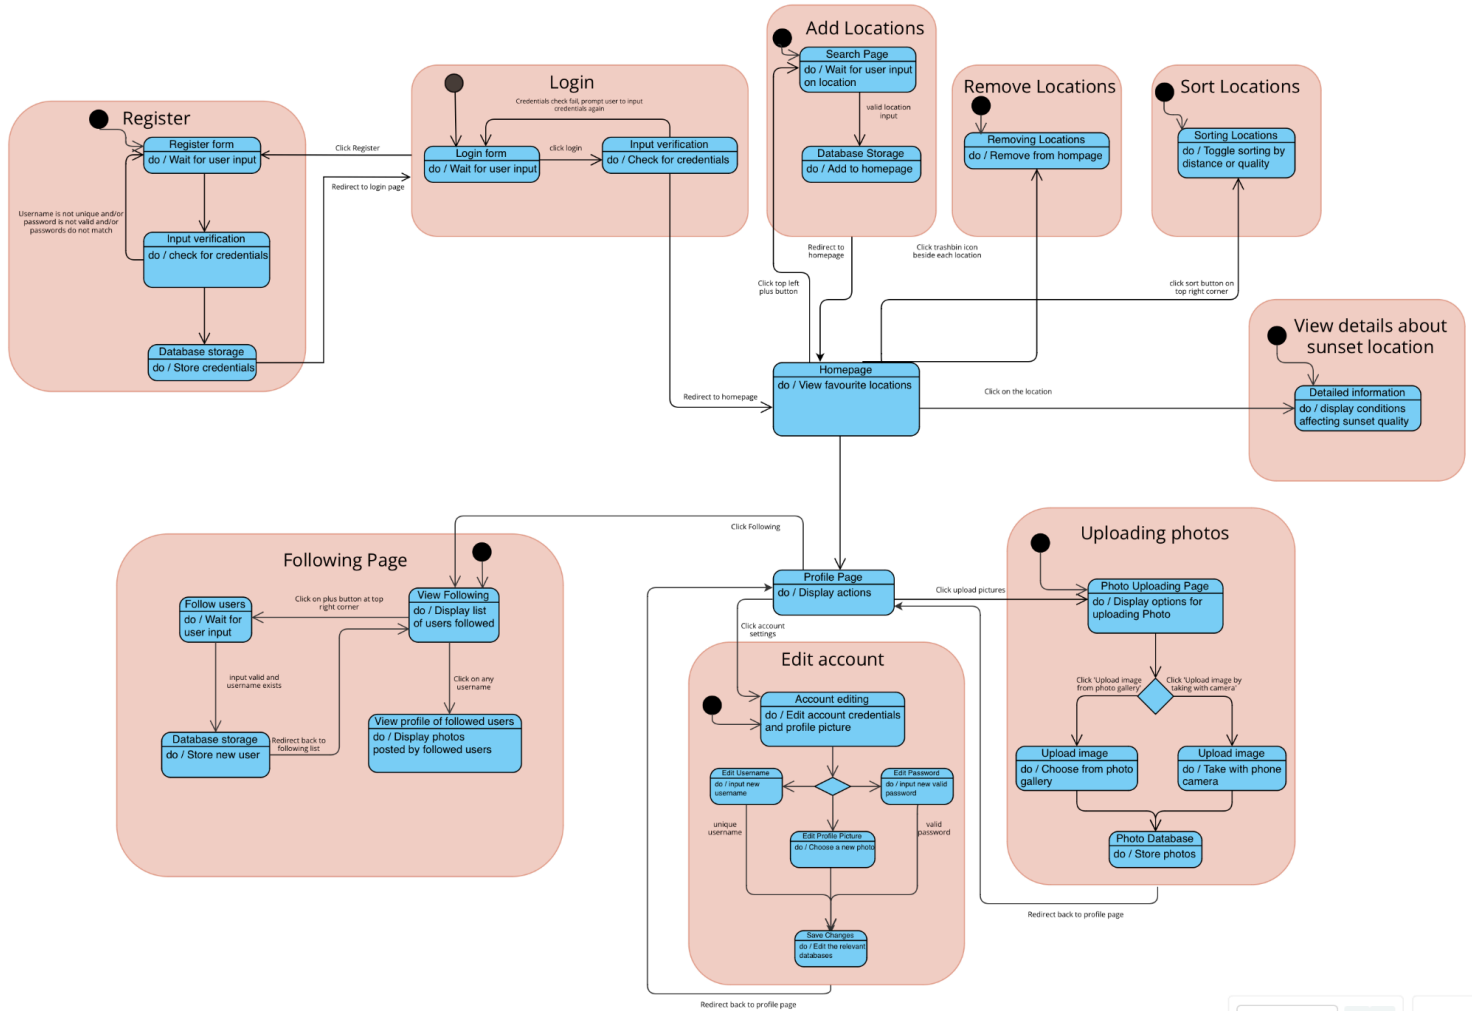 Add Locations
Search Page
do / Wait for user input
on location
valid location
input
Database Storage
do / Add to homepage
Login
Credentials check fail, prompt user to input
credentials again
Login form
do / Wait for user input
click login
Input verification
do / Check for credentials
Remove Locations
Removing Locations
do / Remove from hompage
Sort Locations
Sorting Locations
do / Toggle sorting by
distance or quality
Register
Register form
do / Wait for user input
Click Register
Redirect to login page
Username is not unique and/or
password is not valid and/or
passwords do not match
Input verification
do / check for credentials
Database storage
do / Store credentials
Redirect to
homepage
Click trashbin icon
beside each location
Click top left
plus button
click sort button on
top right corner
View details about
sunset location
Detailed information
do / display conditions
affecting sunset quality
Homepage
do / View favourite locations
Redirect to homepage
Click on the location
Following Page
Click Following
View Following
do / Display list
of users followed
Click on plus button at top
right corner
Follow users
do / Wait for
user input
input valid and
username exists
Click on any
username
Database storage
do / Store new user
Redirect back to
following list
View profile of followed users
do / Display photos
posted by followed users
Profile Page
do / Display actions
Click upload pictures
Click account
settings
Edit account
Account editing
do / Edit account credentials
and profile picture
Edit Username
do / input new
username
Edit Password
do / input new valid
password
unique
username
valid
password
Edit Profile Picture
do / Choose a new photo
Save Changes
do / Edit the relevant
databases
Redirect back to profile page
Uploading photos
Photo Uploading Page
do / Display options for
uploading Photo
Click 'Upload image
from photo gallery'
Click 'Upload image by
taking with camera'
Upload image
do / Choose from photo
gallery
Upload image
do / Take with phone
camera
Photo Database
do / Store photos
Redirect back to profile page